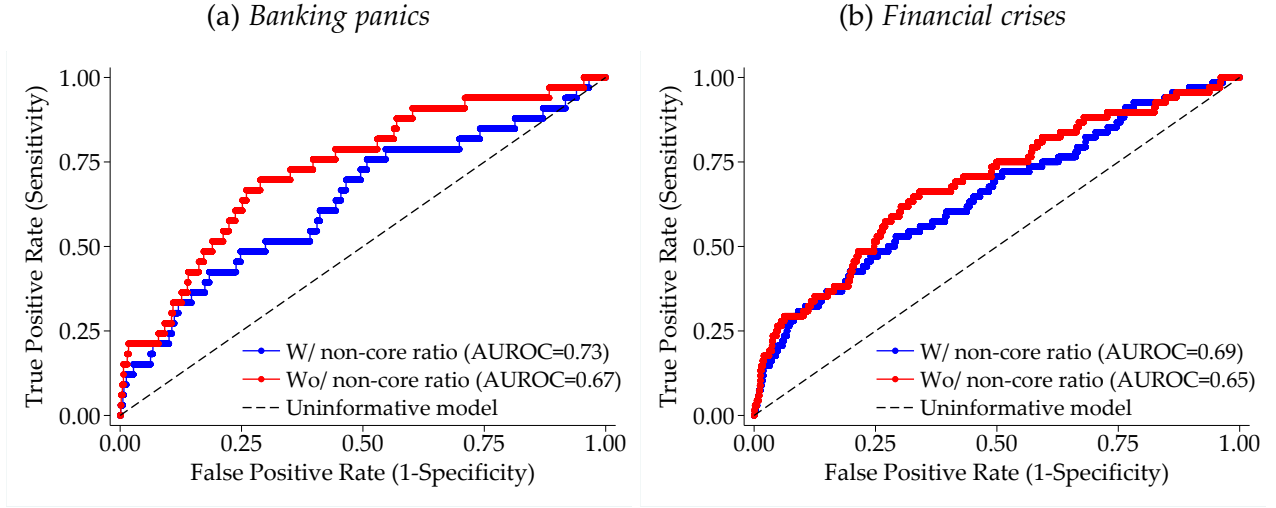 (a) Banking panics
True Positive Rate (Sensitivity)
1.00
0.75
0.50
0.25
0.00
W/ non-core ratio (AUROC=0.73)
Wo/ non-core ratio (AUROC=0.67)
Uninformative model
0.00 0.25 0.50 0.75 1.00
False Positive Rate (1-Specificity)
(b) Financial crises
True Positive Rate (Sensitivity)
1.00
0.75
0.50
0.25
0.00
W/ non-core ratio (AUROC=0.69)
Wo/ non-core ratio (AUROC=0.65)
Uninformative model
0.00 0.25 0.50 0.75 1.00
False Positive Rate (1-Specificity)